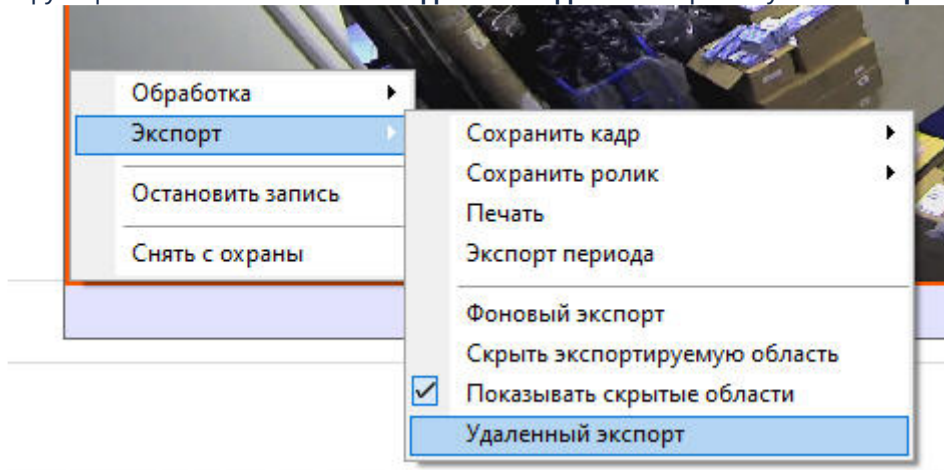 Обработка
Экспорт
Остановить запись
Снять с охраны
Сохранить кадр
Сохранить ролик
Печать
Экспорт периода
Фоновый экспорт
Скрыть экспортируемую область
Показывать скрытые области
Удаленный экспорт